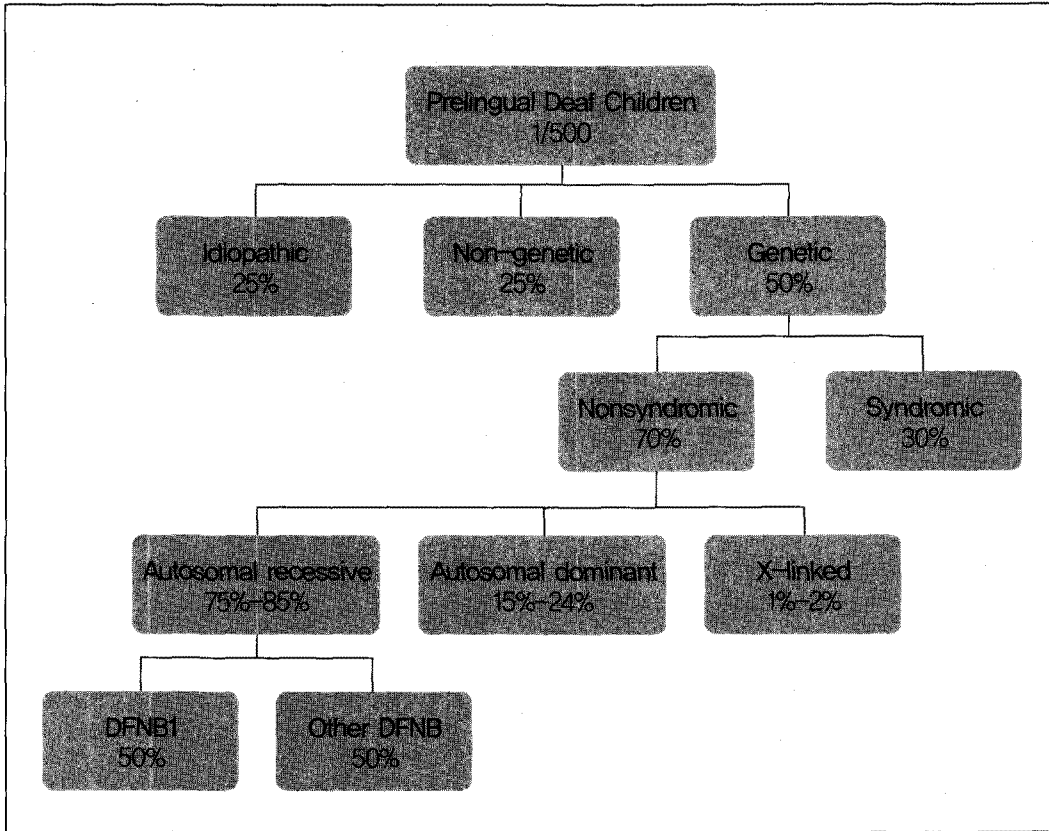 Prelingual Deaf Children
1/500
Idiopathic
25%
Non-genetic
25%
Genetic
50%
Nonsyndromic
70%
Syndromic
30%
Autosomal recessive
75%-85%
Autosomal dominant
15%-24%
X-linked
1%-2%
DFNB1
50%
Other DFNB
50%